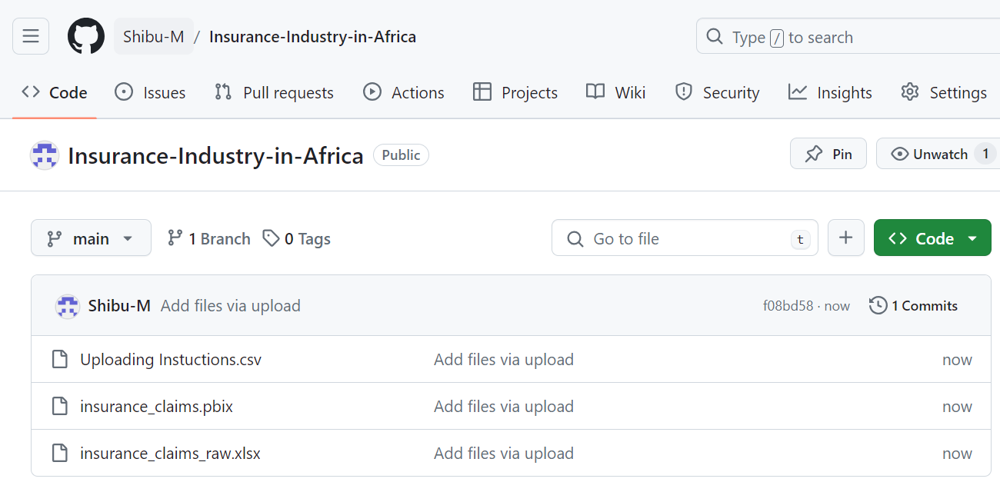 Shibu-M / Insurance-Industry-in-Africa Type / to search
Code Issues Pull requests Actions Projects Wiki Security Insights Settings
Insurance-Industry-in-Africa Public Pin Unwatch 1
main 1 Branch 0 Tags Go to file t + Code
Shibu-M Add files via upload f08bd58 · now 1 Commits
Uploading Instuctions.csv Add files via upload now
insurance_claims.pbix Add files via upload now
insurance_claims_raw.xlsx Add files via upload now